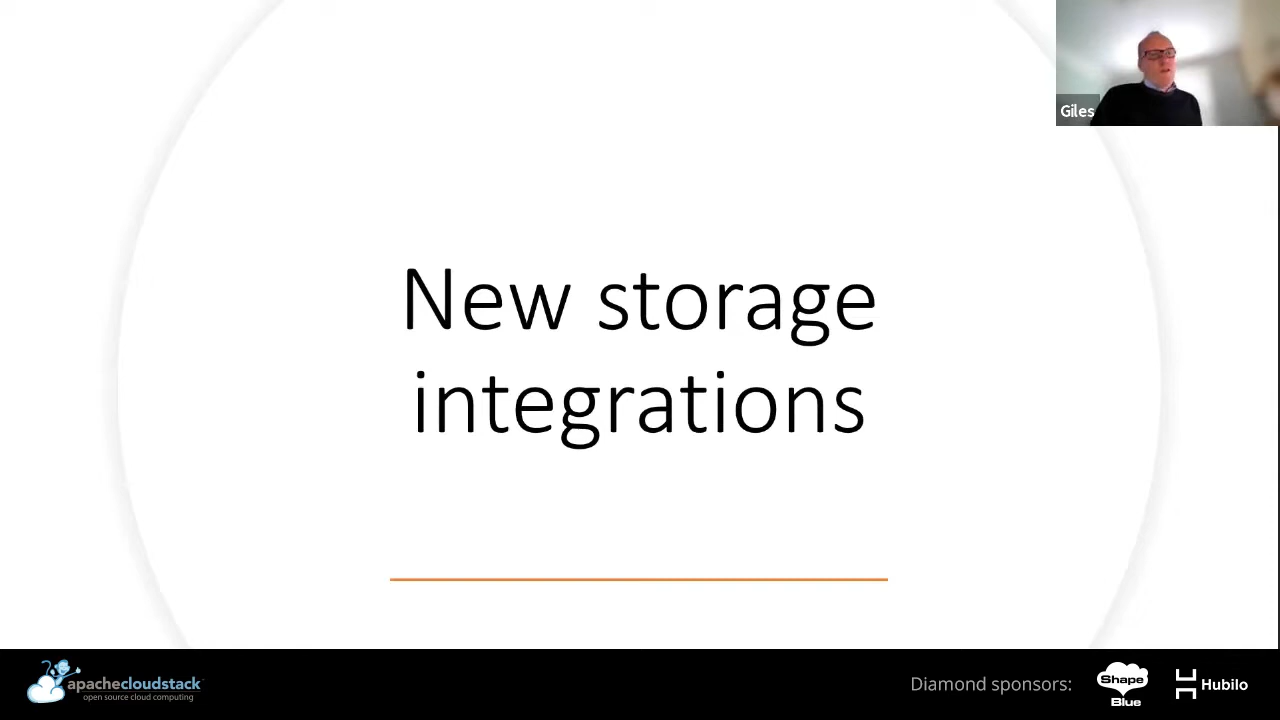 Giles
New storage
integrations
apachecloudstack
open source cloud computing
Diamond sponsors:
Shape
Blue
Hubilo